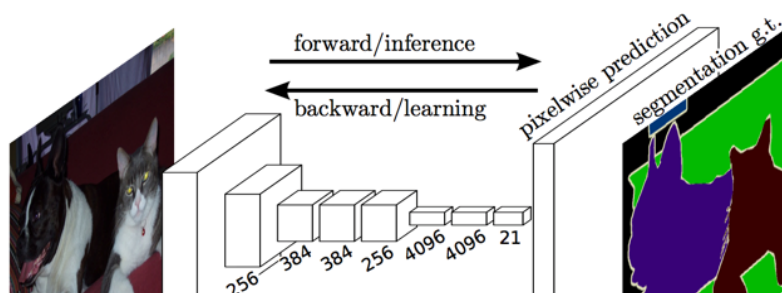 forward/inference
backward/learning
pixelwise prediction
segmentation g.t.
256
384
384
256
4096
4096
21